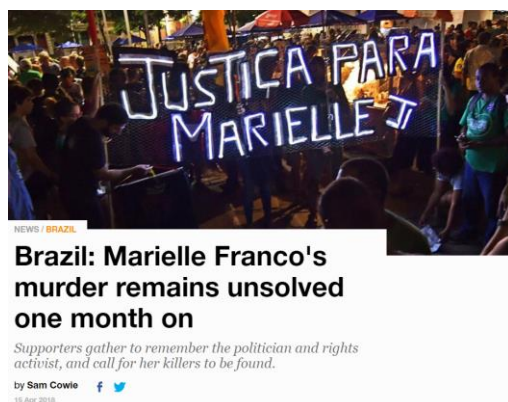 JUSTIÇA PARA
MARIELLE JÁ
NEWS / BRAZIL
Brazil: Marielle Franco's
murder remains unsolved
one month on
Supporters gather to remember the politician and rights
activist, and call for her killers to be found.
by Sam Cowie
15 Apr 2018